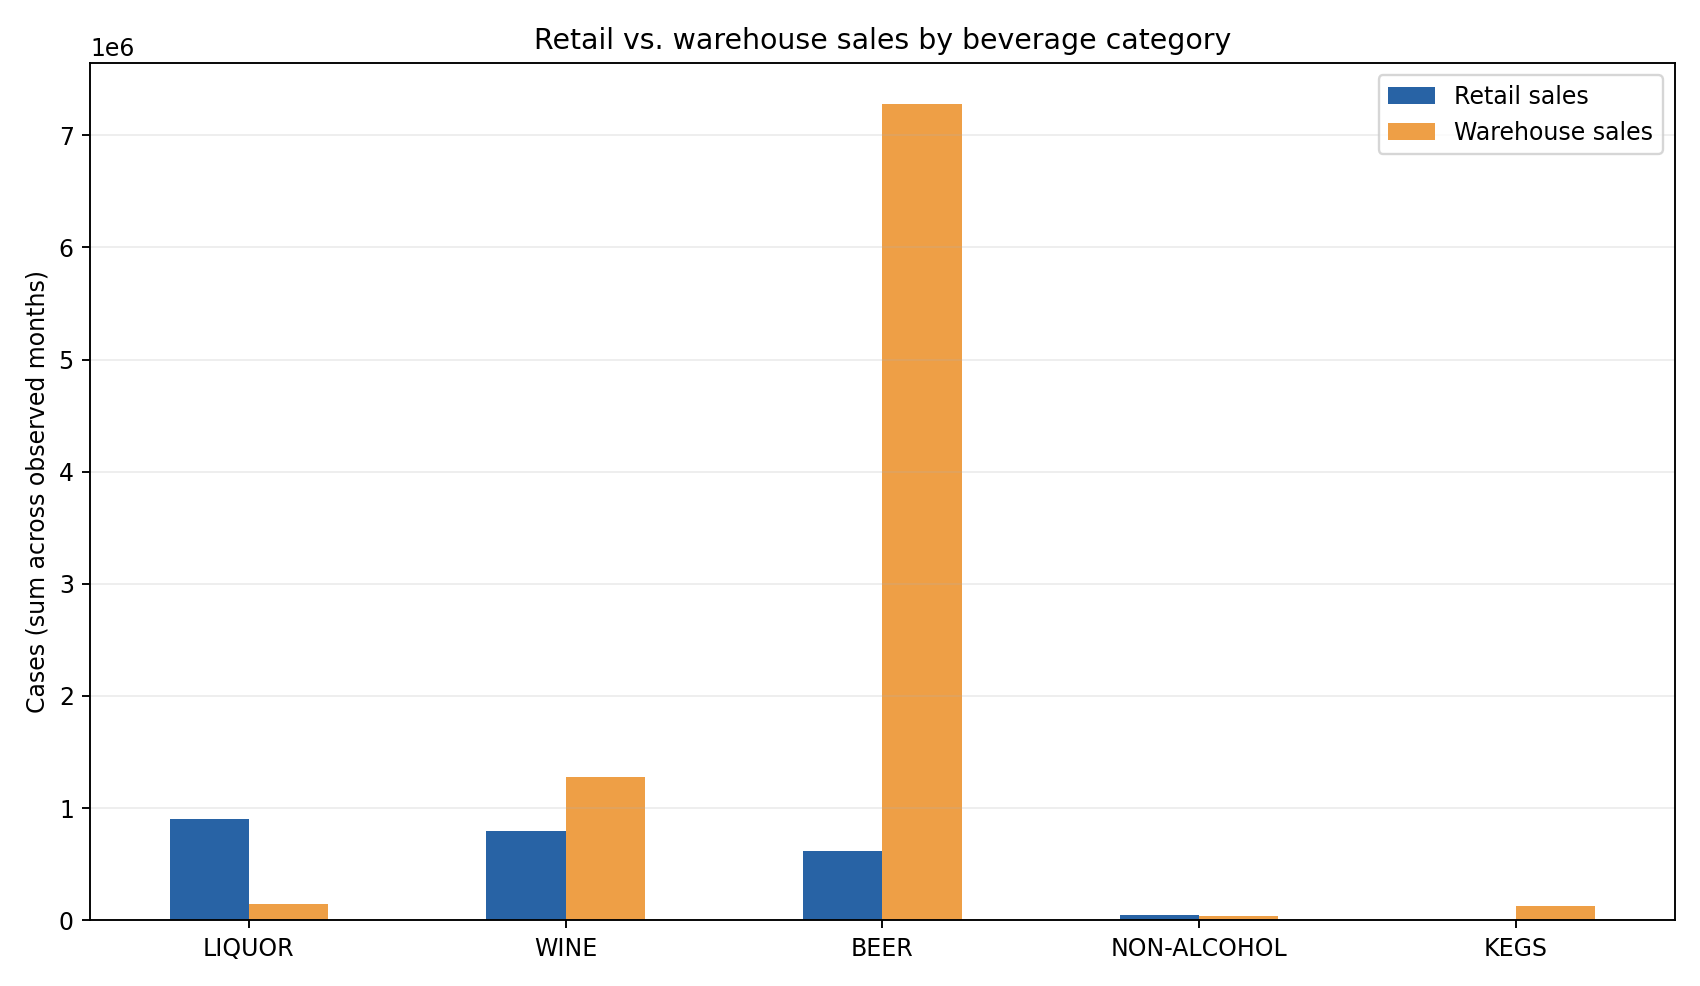 Retail vs. warehouse sales by beverage category
1e6
Retail sales
Warehouse sales
Cases (sum across observed months)
7
6
5
4
3
2
1
0
LIQUOR WINE BEER NON-ALCOHOL KEGS